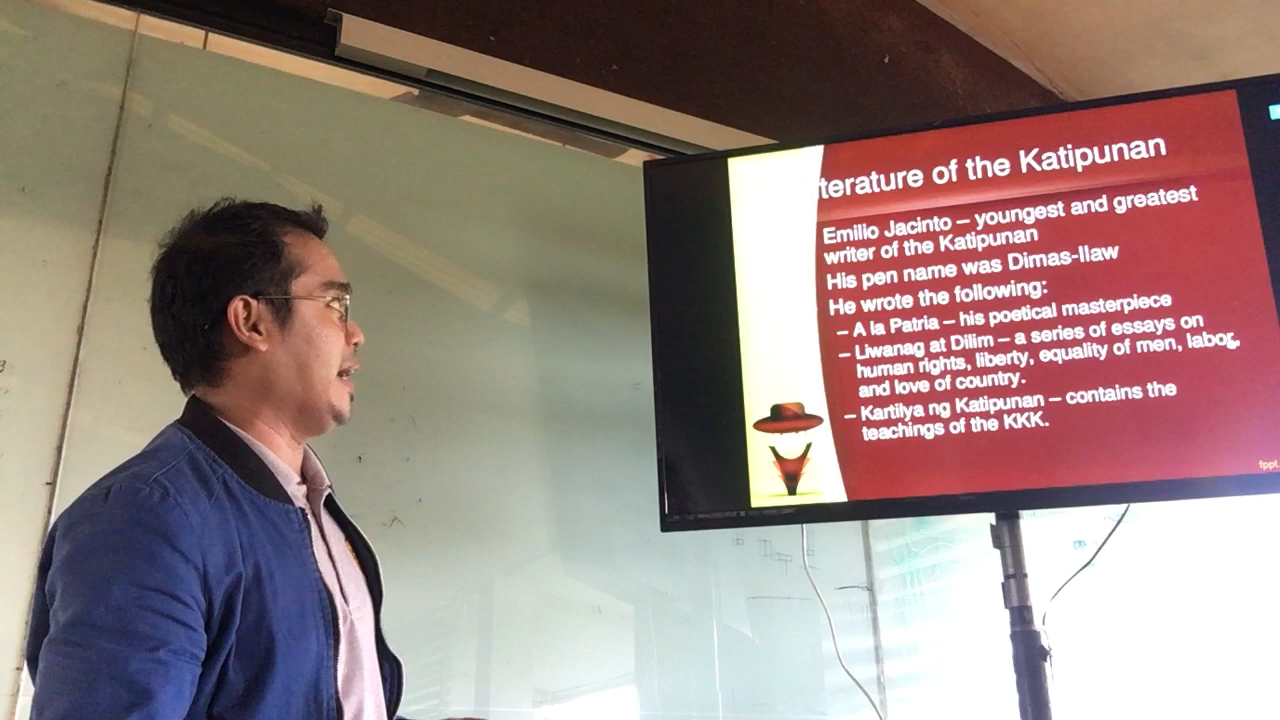 terature of the Katipunan
Emilio Jacinto – youngest and greatest
writer of the Katipunan
His pen name was Dimas-Ilaw
He wrote the following:
– A la Patria – his poetical masterpiece
– Liwanag at Dilim – a series of essays on
human rights, liberty, equality of men, labor,
and love of country.
– Kartilya ng Katipunan – contains the
teachings of the KKK.
fppt.